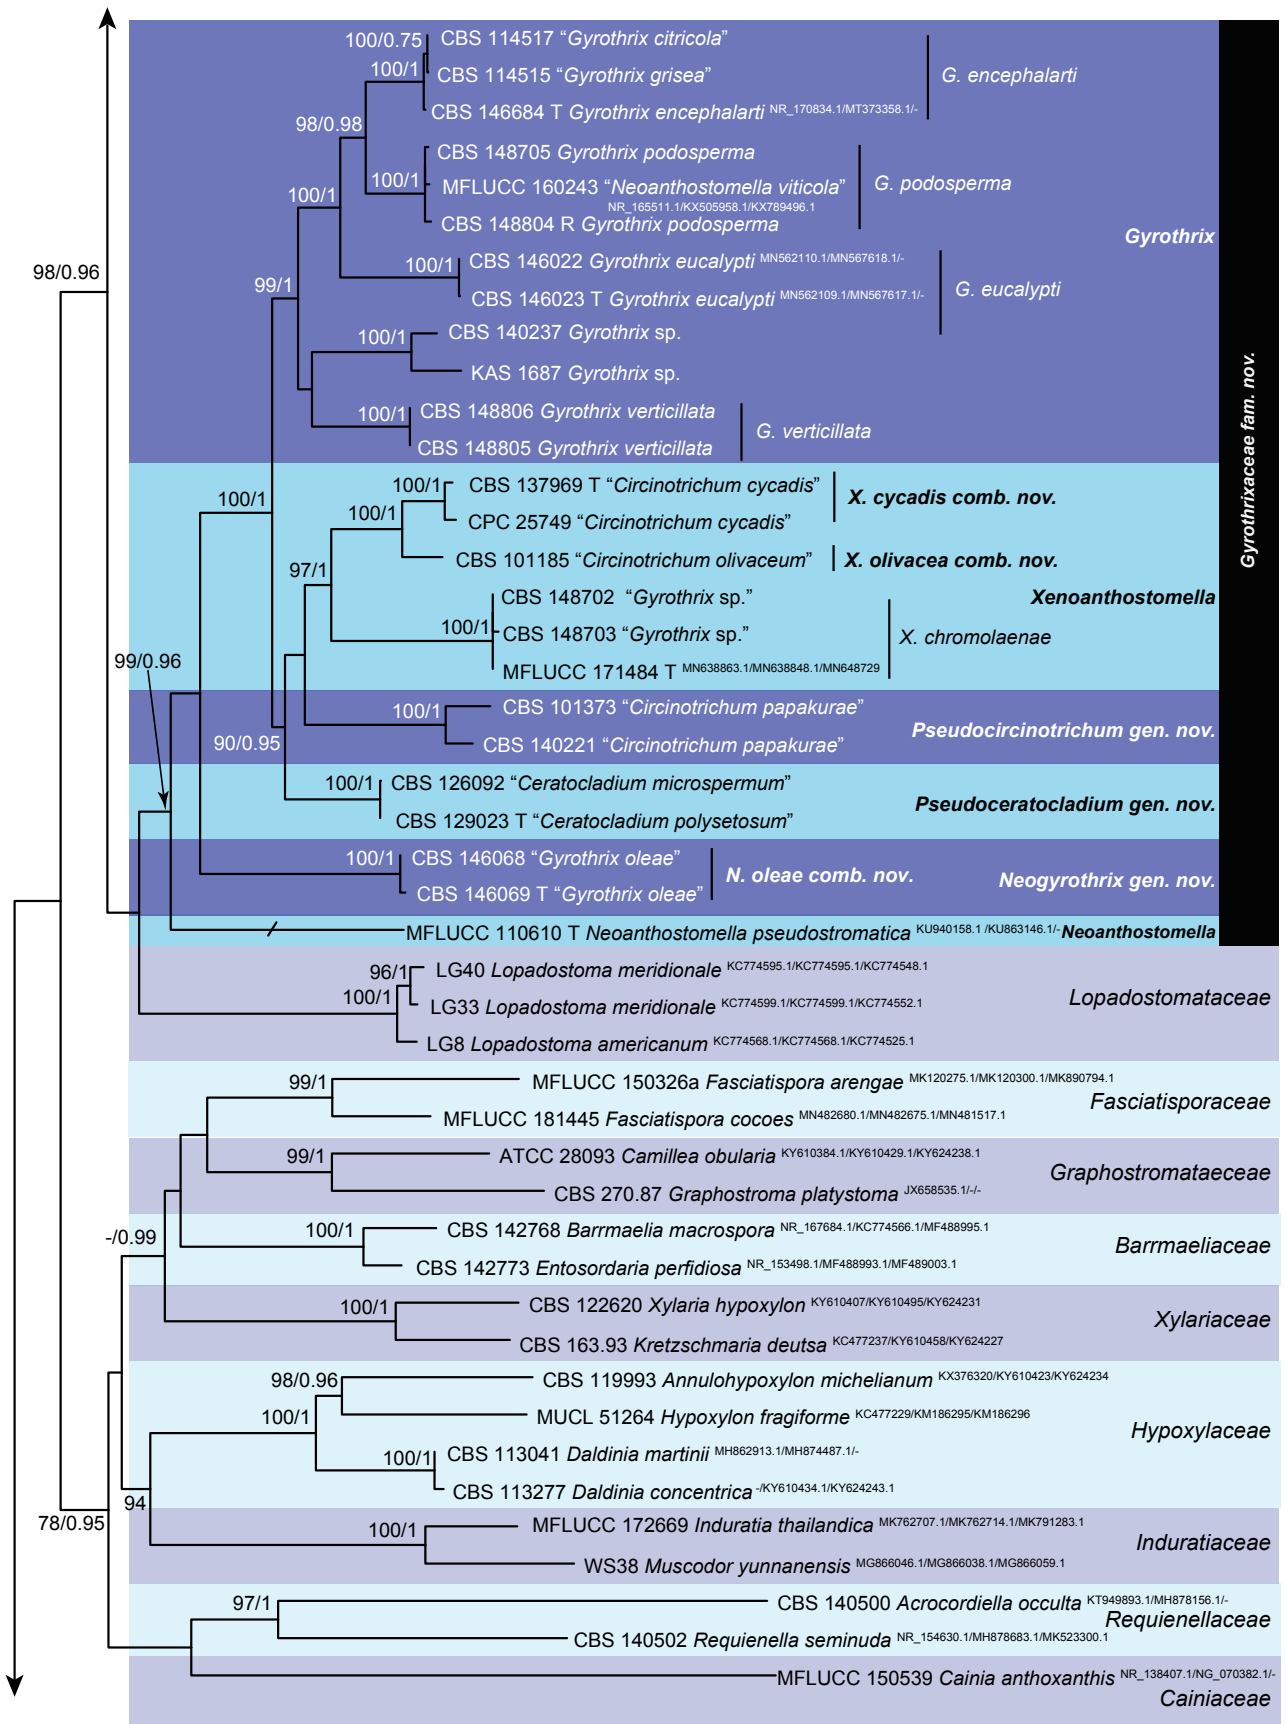 100/0.75 CBS 114517 “Gyrothrix citricola”
100/1 CBS 114515 “Gyrothrix grisea” G. encephalarti
CBS 146684 T Gyrothrix encephalarti NR_170834.1/MT373358.1/-
98/0.98
CBS 148705 Gyrothrix podosperma
100/1 MFLUCC 160243 “Neoanthostomella viticola” G. podosperma
NR_165511.1/KX505958.1/KX789496.1
100/1
CBS 148804 R Gyrothrix podosperma
Gyrothrix
100/1 CBS 146022 Gyrothrix eucalypti MN562110.1/MN567618.1/-
98/0.96
99/1
G. eucalypti
CBS 146023 T Gyrothrix eucalypti MN562109.1/MN567617.1/-
100/1 CBS 140237 Gyrothrix sp.
KAS 1687 Gyrothrix sp.
Gyrothrixaceae fam. nov.
100/1 CBS 148806 Gyrothrix verticillata
G. verticillata
CBS 148805 Gyrothrix verticillata
100/1 CBS 137969 T “Circinotrichum cycadis”
X. cycadis comb. nov.
100/1
100/1 CPC 25749 “Circinotrichum cycadis”
CBS 101185 “Circinotrichum olivaceum” X. olivacea comb. nov.
97/1
CBS 148702 “Gyrothrix sp.”
Xenoanthostomella
100/1 CBS 148703 “Gyrothrix sp.” X. chromolaenae
99/0.96
MFLUCC 171484 T MN638863.1/MN638848.1/MN648729
100/1 CBS 101373 “Circinotrichum papakurae”
Pseudocircinotrichum gen. nov.
90/0.95
CBS 140221 “Circinotrichum papakurae”
100/1 CBS 126092 “Ceratocladium microspermum”
Pseudoceratocladium gen. nov.
CBS 129023 T “Ceratocladium polysetosum”
100/1 CBS 146068 “Gyrothrix oleae”
N. oleae comb. nov. Neogyrothrix gen. nov.
CBS 146069 T “Gyrothrix oleae”
MFLUCC 110610 T Neoanthostomella pseudostromatica KU940158.1 /KU863146.1/- Neoanthostomella
96/1 LG40 Lopadostoma meridionale KC774595.1/KC774595.1/KC774548.1
100/1 LG33 Lopadostoma meridionale KC774599.1/KC774599.1/KC774552.1
Lopadostomataceae
LG8 Lopadostoma americanum KC774568.1/KC774568.1/KC774525.1
99/1 MFLUCC 150326a Fasciatispora arengae MK120275.1/MK120300.1/MK890794.1
Fasciatisporaceae
MFLUCC 181445 Fasciatispora cocoes MN482680.1/MN482675.1/MN481517.1
99/1 ATCC 28093 Camillea obularia KY610384.1/KY610429.1/KY624238.1
Graphostromataeceae
CBS 270.87 Graphostroma platystoma JX658535.1/-/-
-/0.99
100/1 CBS 142768 Barrmaelia macrospora NR_167684.1/KC774566.1/MF488995.1
Barrmaeliaceae
CBS 142773 Entosordaria perfidiosa NR_153498.1/MF488993.1/MF489003.1
100/1 CBS 122620 Xylaria hypoxylon KY610407/KY610495/KY624231
Xylariaceae
CBS 163.93 Kretzschmaria deutsa KC477237/KY610458/KY624227
98/0.96 CBS 119993 Annulohypoxylon michelianum KX376320/KY610423/KY624234
100/1 MUCL 51264 Hypoxylon fragiforme KC477229/KM186295/KM186296
Hypoxylaceae
100/1 CBS 113041 Daldinia martinii MH862913.1/MH874487.1/-
CBS 113277 Daldinia concentrica -/KY610434.1/KY624243.1
94
78/0.95
100/1 MFLUCC 172669 Induratia thailandica MK762707.1/MK762714.1/MK791283.1
Induratiaceae
WS38 Muscodor yunnanensis MG866046.1/MG866038.1/MG866059.1
97/1 CBS 140500 Acrocordiella occulta KT949893.1/MH878156.1/-
Requienellaceae
CBS 140502 Requienella seminuda NR_154630.1/MH878683.1/MK523300.1
MFLUCC 150539 Cainia anthoxanthis NR_138407.1/NG_070382.1/-
Cainiaceae